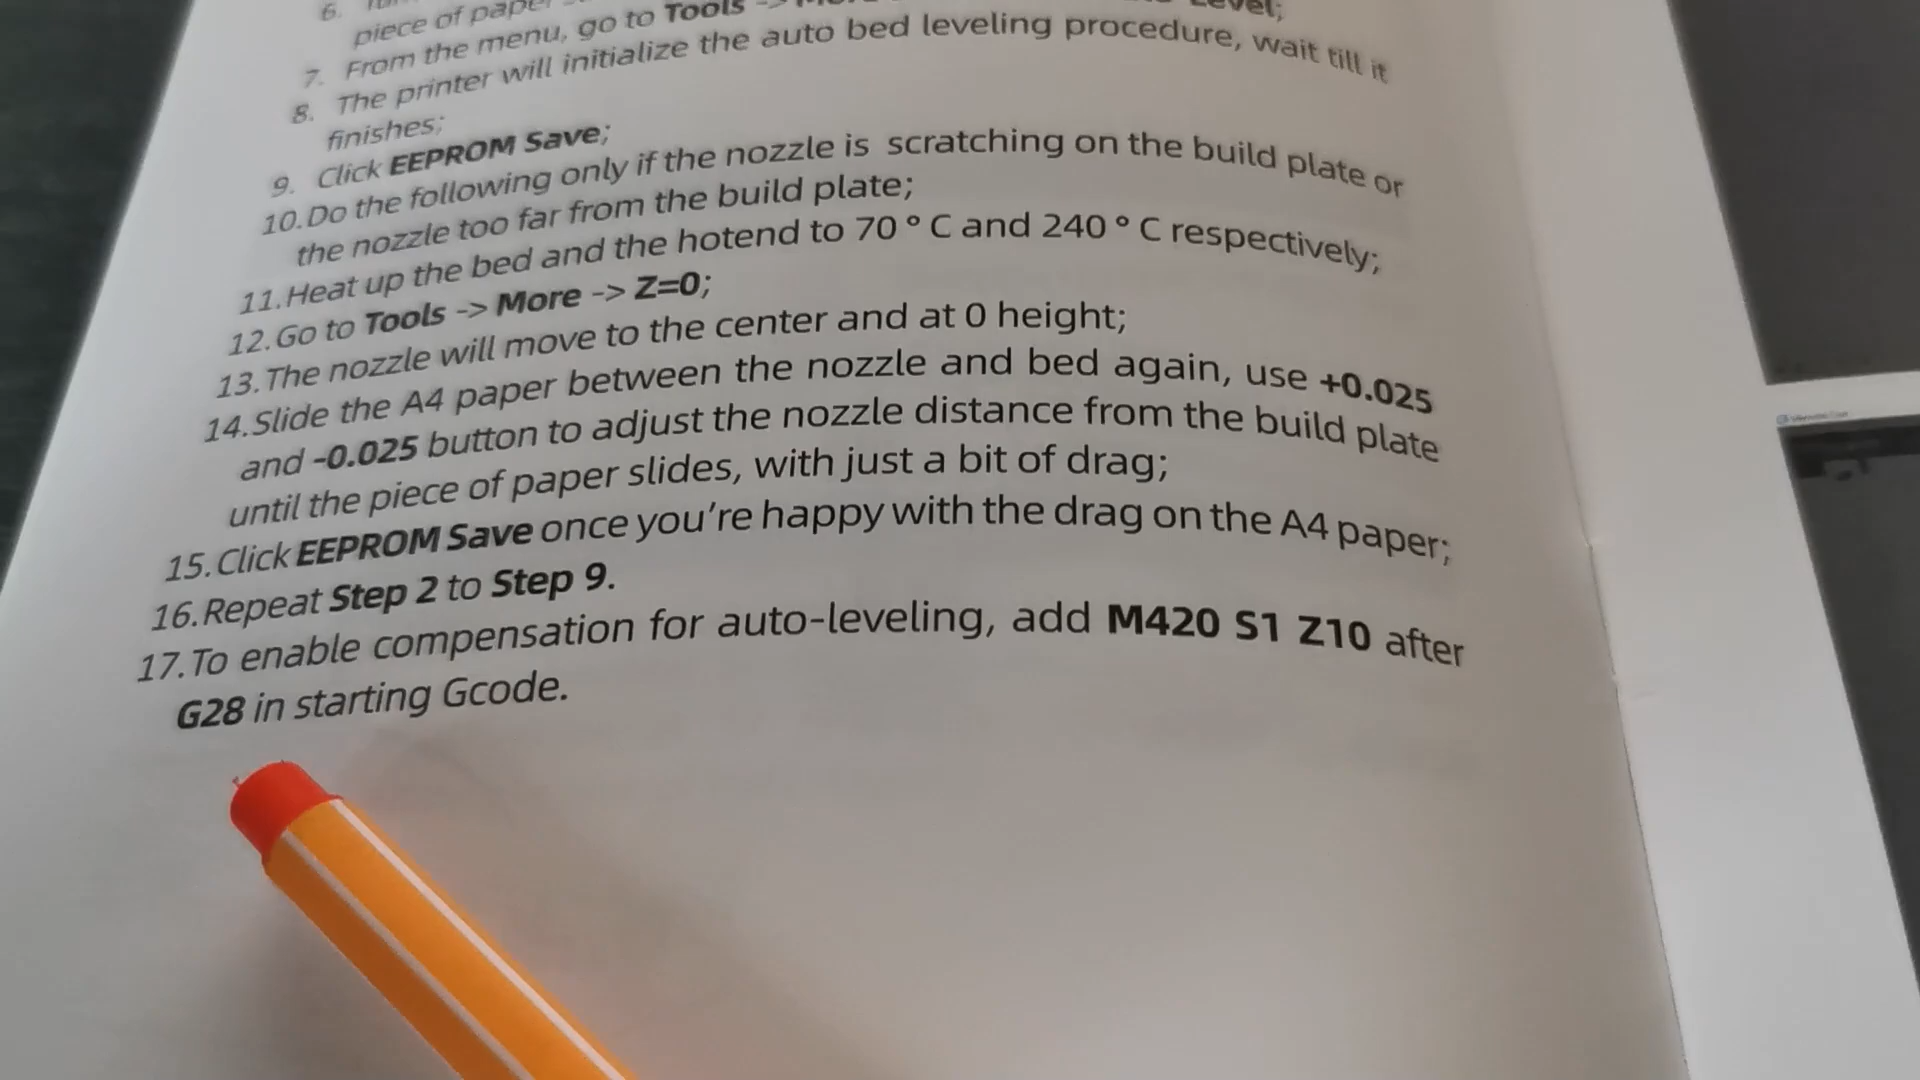 6.
piece of paper
7. From the menu, go to Tools -> Level;
8. The printer will initialize the auto bed leveling procedure, wait till it
finishes;
9. Click EEPROM Save;
10.Do the following only if the nozzle is scratching on the build plate or
the nozzle too far from the build plate;
11.Heat up the bed and the hotend to 70 ° C and 240 ° C respectively;
12.Go to Tools -> More -> Z=0;
13.The nozzle will move to the center and at 0 height;
14.Slide the A4 paper between the nozzle and bed again, use +0.025
and -0.025 button to adjust the nozzle distance from the build plate
until the piece of paper slides, with just a bit of drag;
15.Click EEPROM Save once you're happy with the drag on the A4 paper;
16.Repeat Step 2 to Step 9.
17.To enable compensation for auto-leveling, add M420 S1 Z10 after
G28 in starting Gcode.